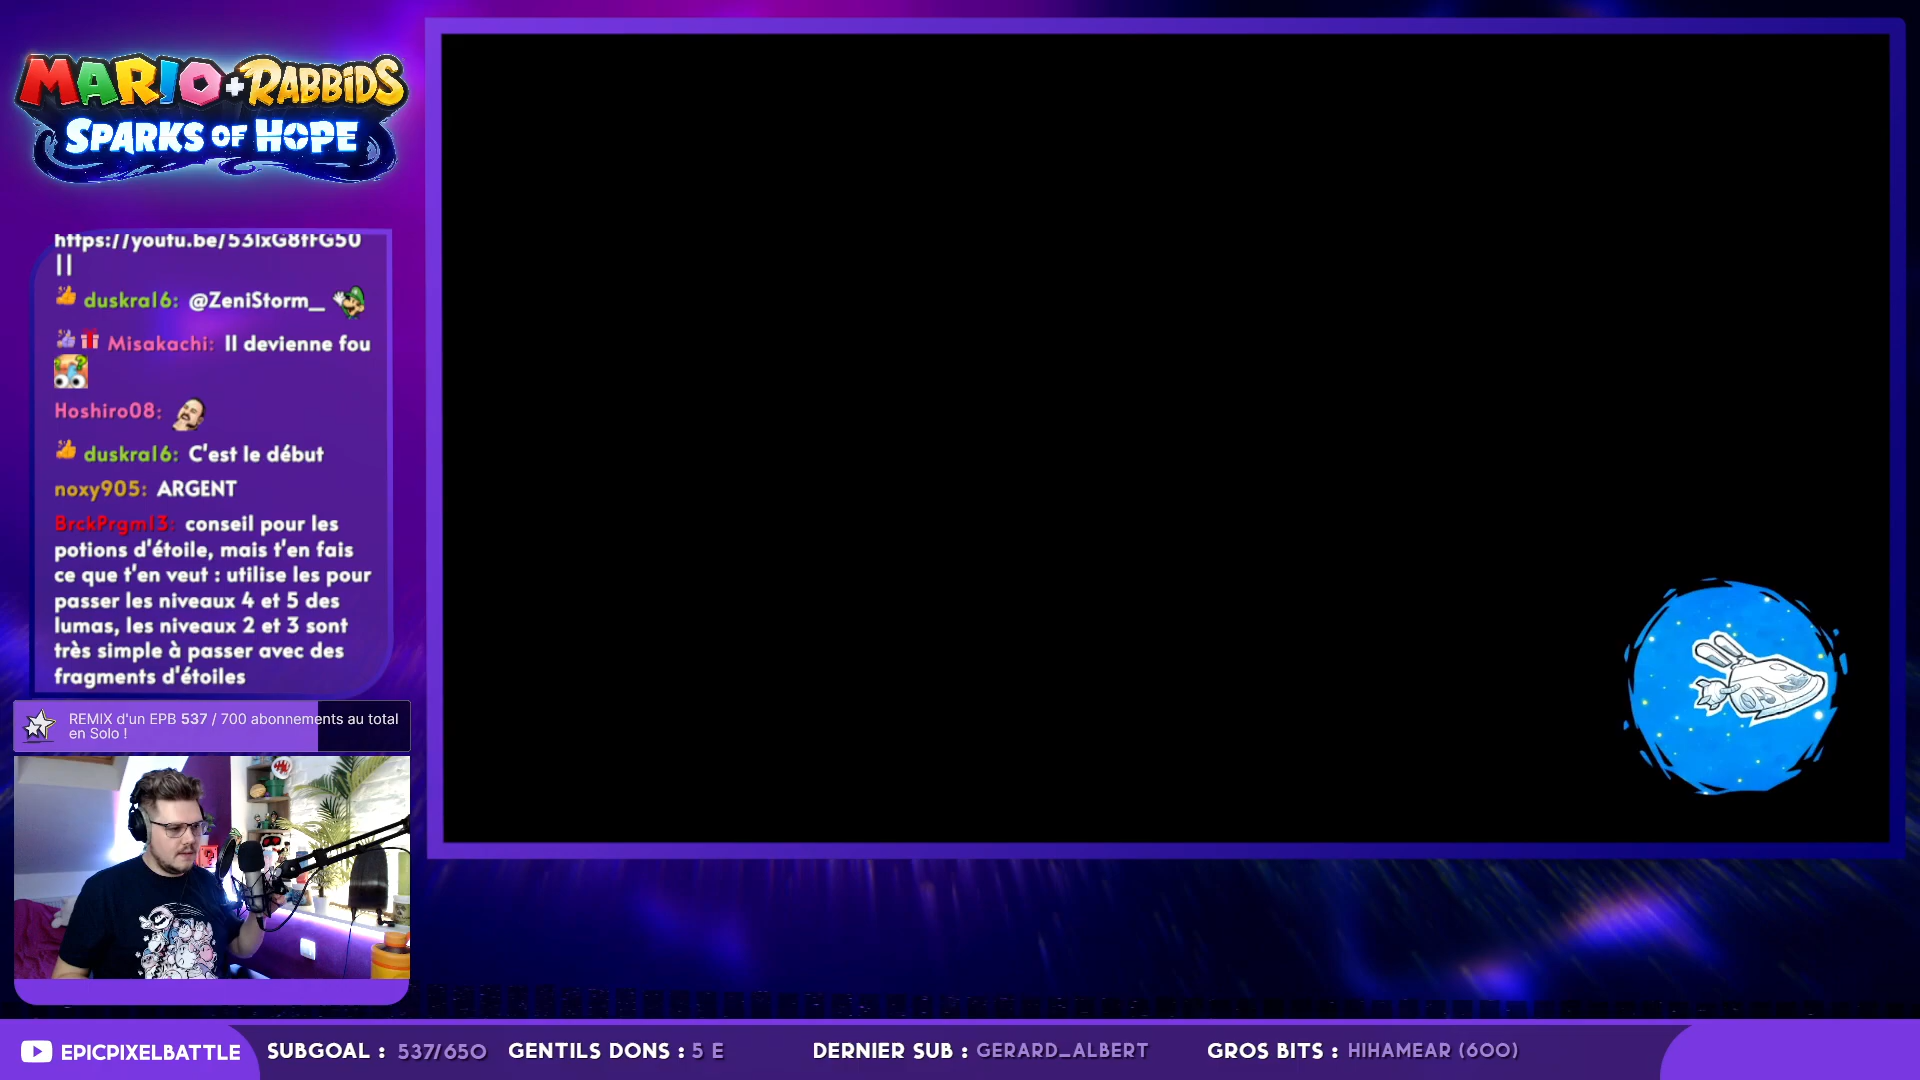 MARIO+RABBIDS
SPARKS OF HOPE
||
duskra16: @ZeniStorm_
Misakachi: Il devienne fou
Hoshiro08:
duskra16: C'est le début
noxy905: ARGENT
BrckPrgm13: conseil pour les
potions d'étoile, mais t'en fais
ce que t'en veut : utilise les pour
passer les niveaux 4 et 5 des
lumas, les niveaux 2 et 3 sont
très simple à passer avec des
fragments d'étoiles
REMIX d'un EPB 537 / 700 abonnements au total
en Solo !
EPICPIXELBATTLE
SUBGOAL : 537/650
GENTILS DONS : 5 E
DERNIER SUB : GERARD_ALBERT
GROS BITS : HIHAMEAR (600)